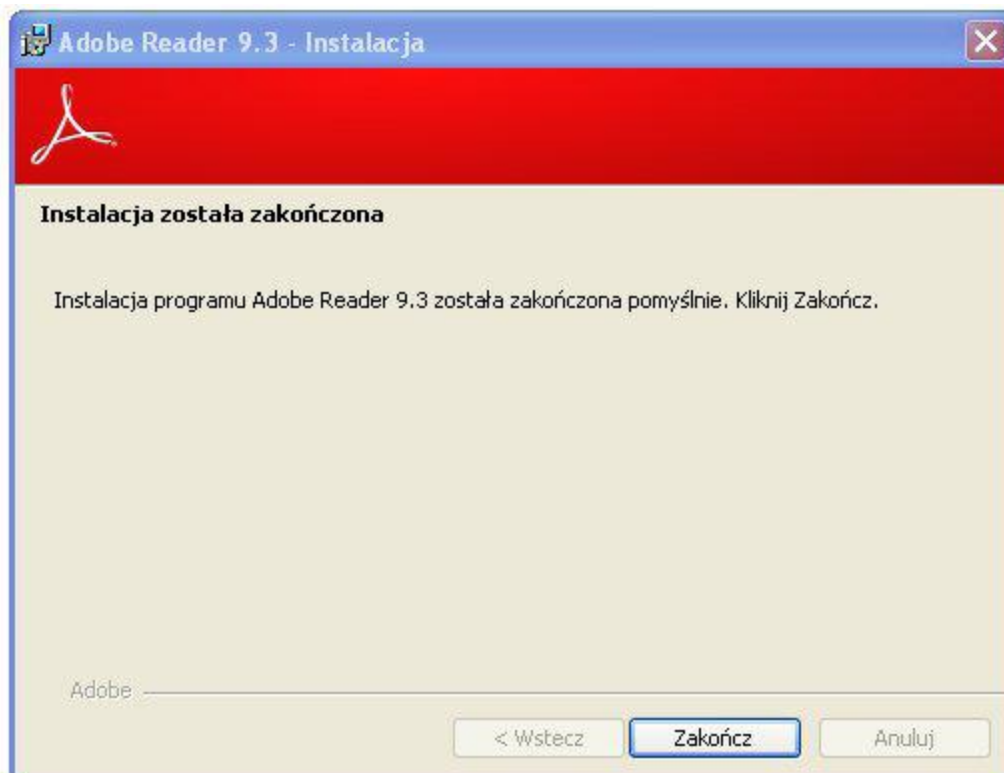 Adobe Reader 9.3 - Instalacja
Instalacja została zakończona
Instalacja programu Adobe Reader 9.3 została zakończona pomyślnie. Kliknij Zakończ.
Adobe
< Wstecz
Zakończ
Anuluj